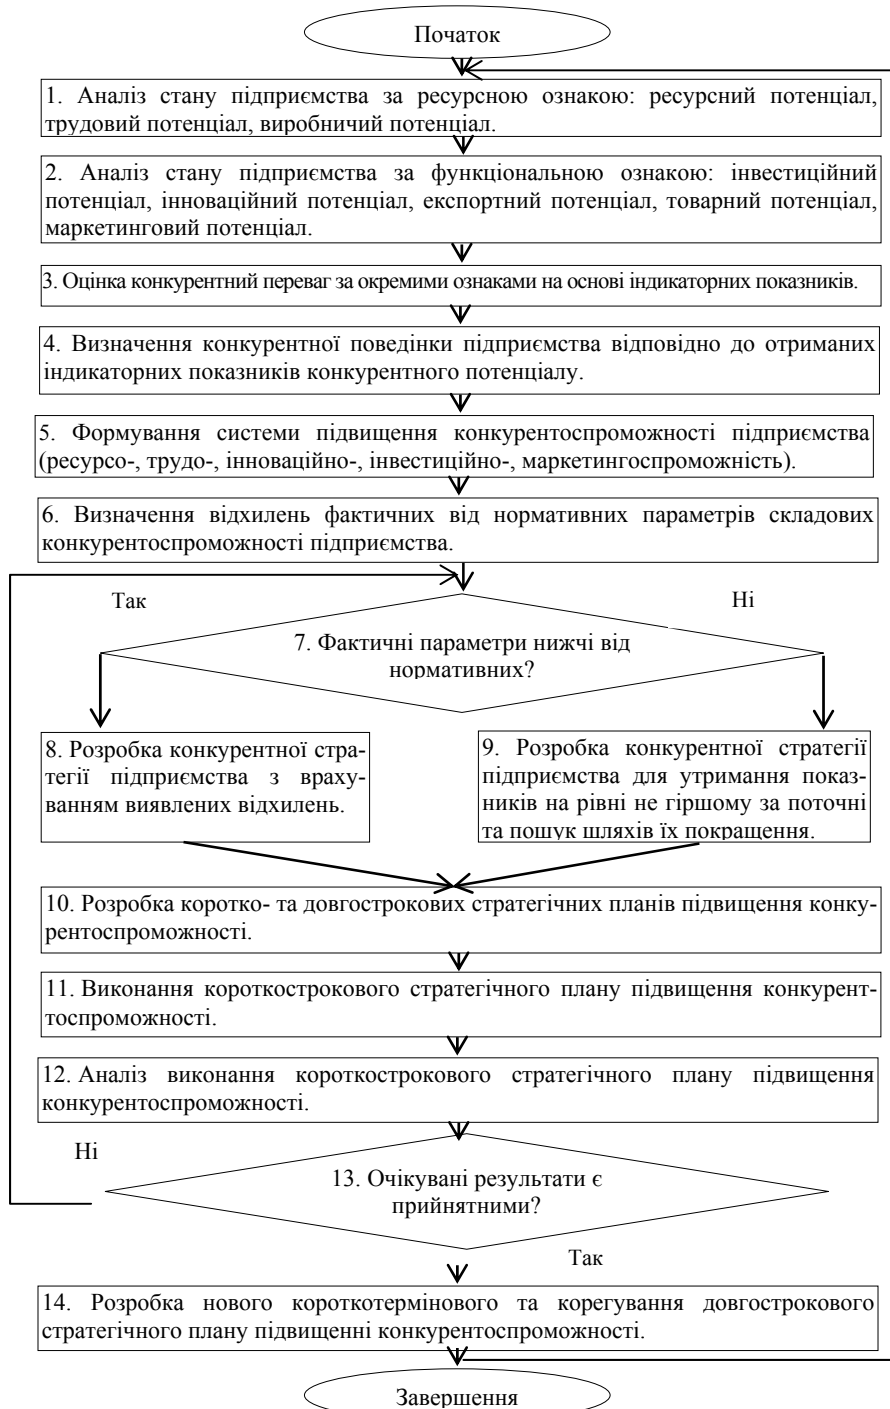 Початок
1. Аналіз стану підприємства за ресурсною ознакою: ресурсний потенціал,
трудовий потенціал, виробничий потенціал.
2. Аналіз стану підприємства за функціональною ознакою: інвестиційний
потенціал, інноваційний потенціал, експортний потенціал, товарний потенціал,
маркетинговий потенціал.
3. Оцінка конкурентний переваг за окремими ознаками на основі індикаторних показників.
4. Визначення конкурентної поведінки підприємства відповідно до отриманих
індикаторних показників конкурентного потенціалу.
5. Формування системи підвищення конкурентоспроможності підприємства
(ресурсо-, трудо-, інноваційно-, інвестиційно-, маркетингоспроможність).
6. Визначення відхилень фактичних від нормативних параметрів складових
конкурентоспроможності підприємства.
Так
Ні
7. Фактичні параметри нижчі від
нормативних?
8. Розробка конкурентної стра-
тегії підприємства з враху-
ванням виявлених відхилень.
9. Розробка конкурентної стратегії
підприємства для утримання показ-
ників на рівні не гіршому за поточні
та пошук шляхів їх покращення.
10. Розробка коротко- та довгострокових стратегічних планів підвищення конку-
рентоспроможності.
11. Виконання короткострокового стратегічного плану підвищення конкурент-
тоспроможності.
12. Аналіз виконання короткострокового стратегічного плану підвищення
конкурентоспроможності.
Ні
13. Очікувані результати є
прийнятними?
Так
14. Розробка нового короткотермінового та корегування довгострокового
стратегічного плану підвищенні конкурентоспроможності.
Завершення